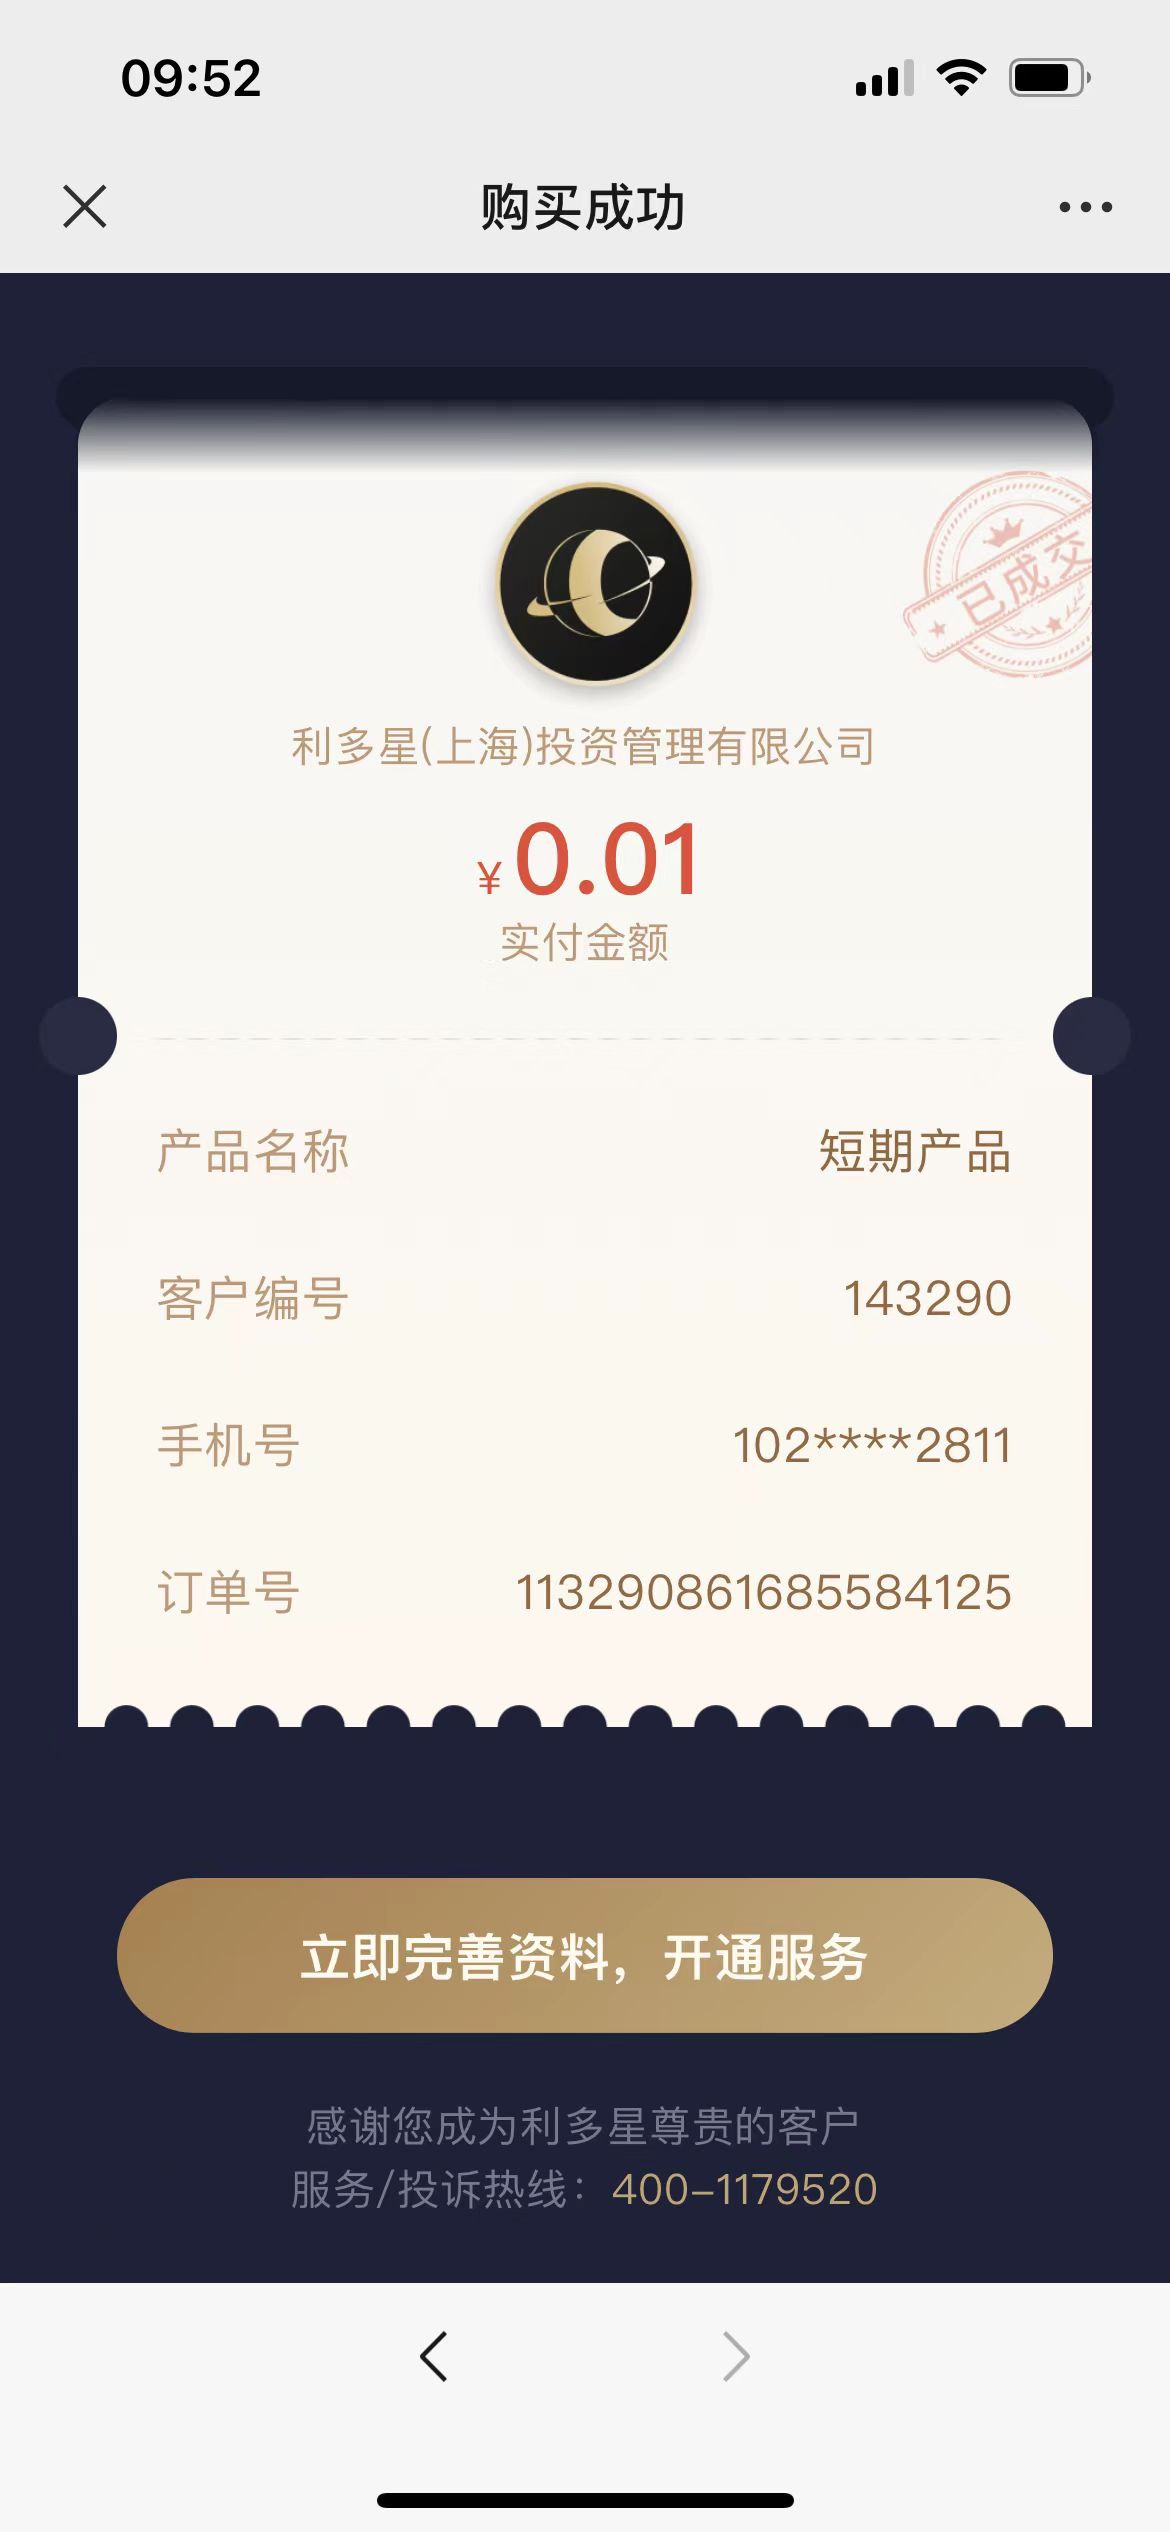 09:52
购买成功
已成交
利多星(上海)投资管理有限公司
¥0.01
实付金额
产品名称 短期产品
客户编号 143290
手机号 102****2811
订单号 113290861685584125
立即完善资料，开通服务
感谢您成为利多星尊贵的客户
服务/投诉热线：400-1179520